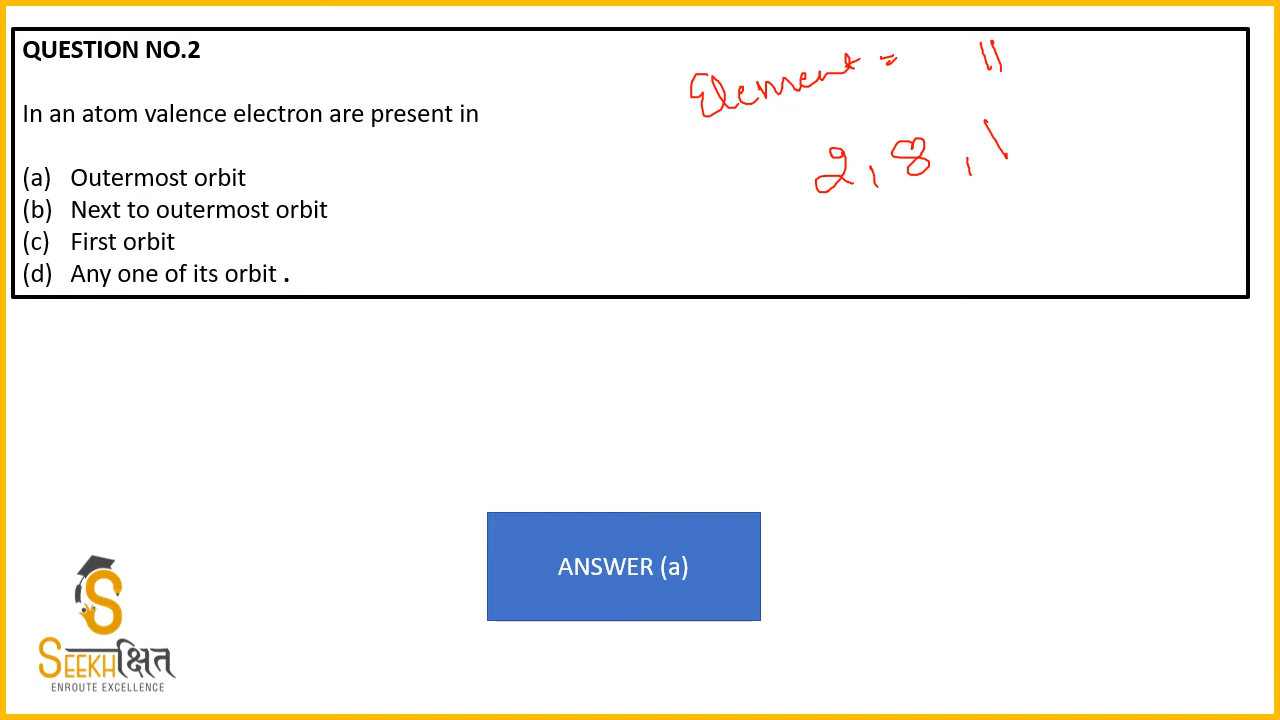 QUESTION NO.2
Element = 11
In an atom valence electron are present in
2, 8, 1
(a) Outermost orbit
(b) Next to outermost orbit
(c) First orbit
(d) Any one of its orbit .
ANSWER (a)
S
SEEKHक्षित
ENROUTE EXCELLENCE